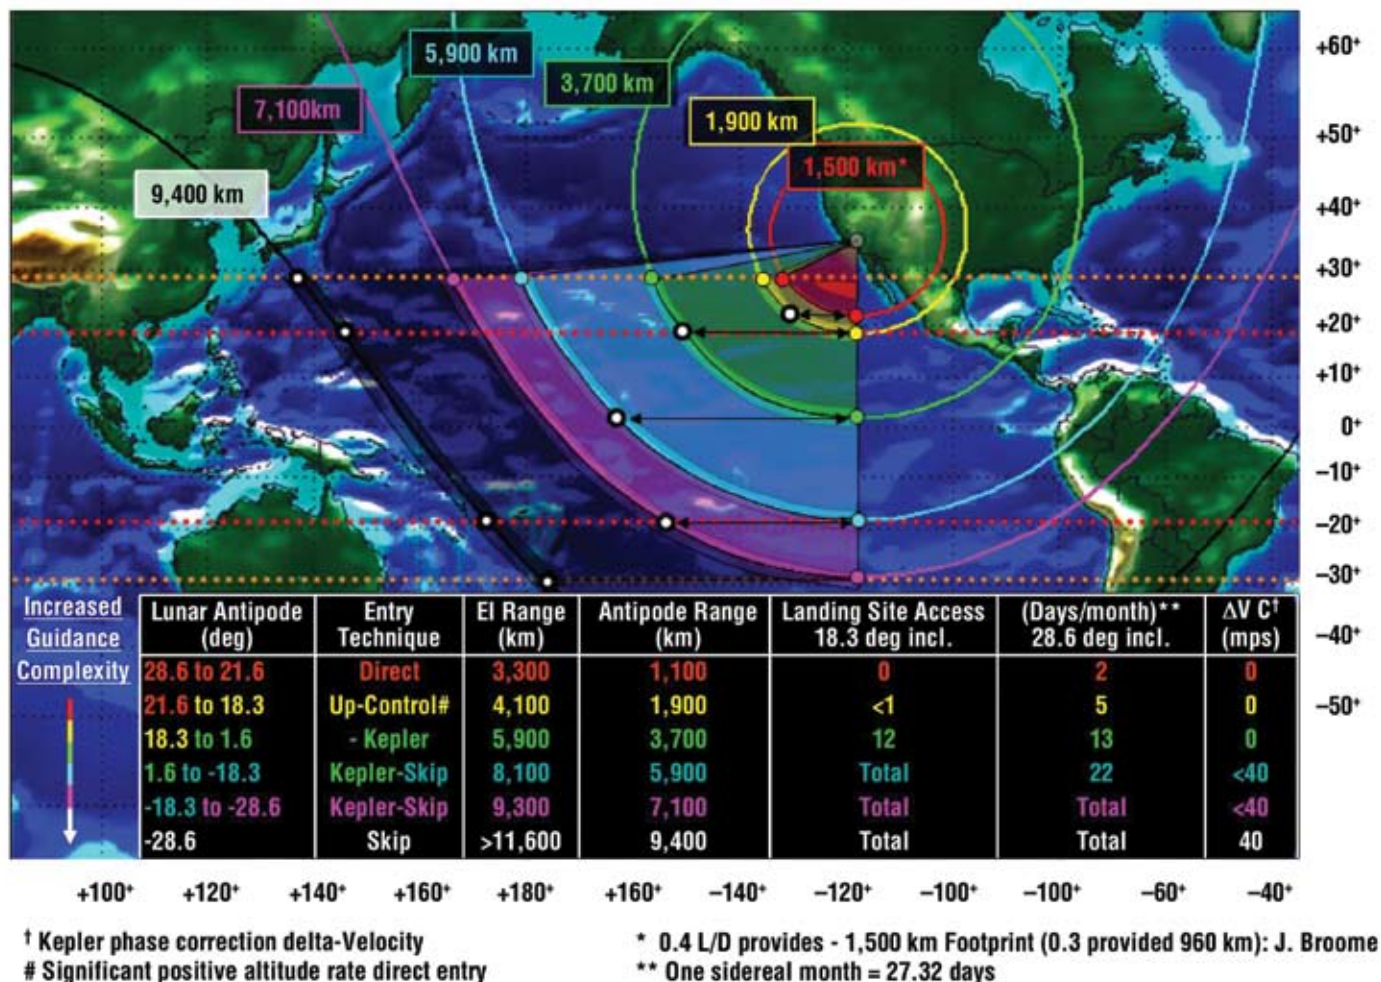 5,900 km
3,700 km
7,100km
1,900 km
1,500 km*
9,400 km
+60⁺
+50⁺
+40⁺
+30⁺
+20⁺
+10⁺
0⁺
–10⁺
–20⁺
–30⁺
–40⁺
–50⁺
Increased
Guidance
Complexity
Lunar Antipode (deg) | Entry Technique | EI Range (km) | Antipode Range (km) | Landing Site Access 18.3 deg incl. | (Days/month)** 28.6 deg incl. | ΔV C† (mps)
28.6 to 21.6 Direct 3,300 1,100 0 2 0
21.6 to 18.3 Up-Control# 4,100 1,900 <1 5 0
18.3 to 1.6 - Kepler 5,900 3,700 12 13 0
1.6 to -18.3 Kepler-Skip 8,100 5,900 Total 22 <40
-18.3 to -28.6 Kepler-Skip 9,300 7,100 Total Total <40
-28.6 Skip >11,600 9,400 Total Total 40
+100⁺ +120⁺ +140⁺ +160⁺ +180⁺ +160⁺ –140⁺ –120⁺ –100⁺ –100⁺ –60⁺ –40⁺
† Kepler phase correction delta-Velocity
# Significant positive altitude rate direct entry
* 0.4 L/D provides - 1,500 km Footprint (0.3 provided 960 km): J. Broome
** One sidereal month = 27.32 days